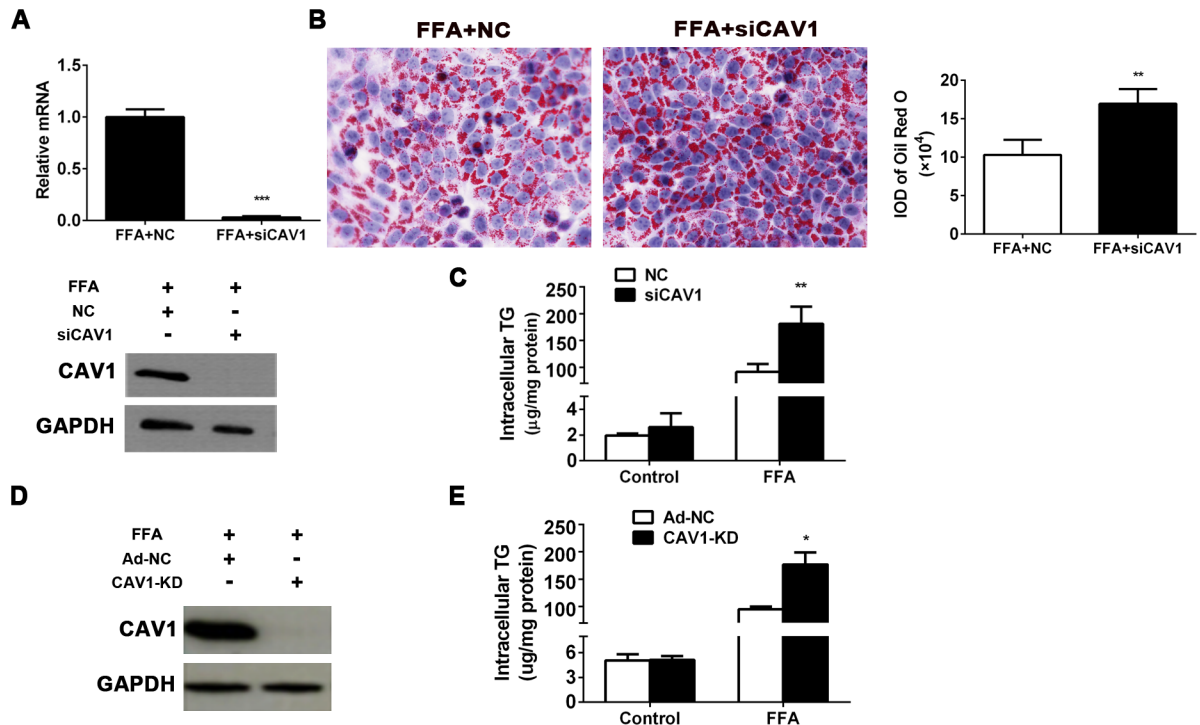 A
Relative mRNA
1.5
1.0
0.5
0.0
***
FFA+NC
FFA+siCAV1
FFA + +
NC + -
siCAV1 - +
CAV1
GAPDH
B
FFA+NC
FFA+siCAV1
IOD of Oil Red O
(×10⁴)
20
15
10
5
0
**
FFA+NC
FFA+siCAV1
C
NC
siCAV1
Intracellular TG
(μg/mg protein)
250
200
150
100
4
2
0
**
Control
FFA
D
FFA + +
Ad-NC + -
CAV1-KD - +
CAV1
GAPDH
E
Ad-NC
CAV1-KD
Intracellular TG
(ug/mg protein)
250
200
150
100
6
3
0
*
Control
FFA